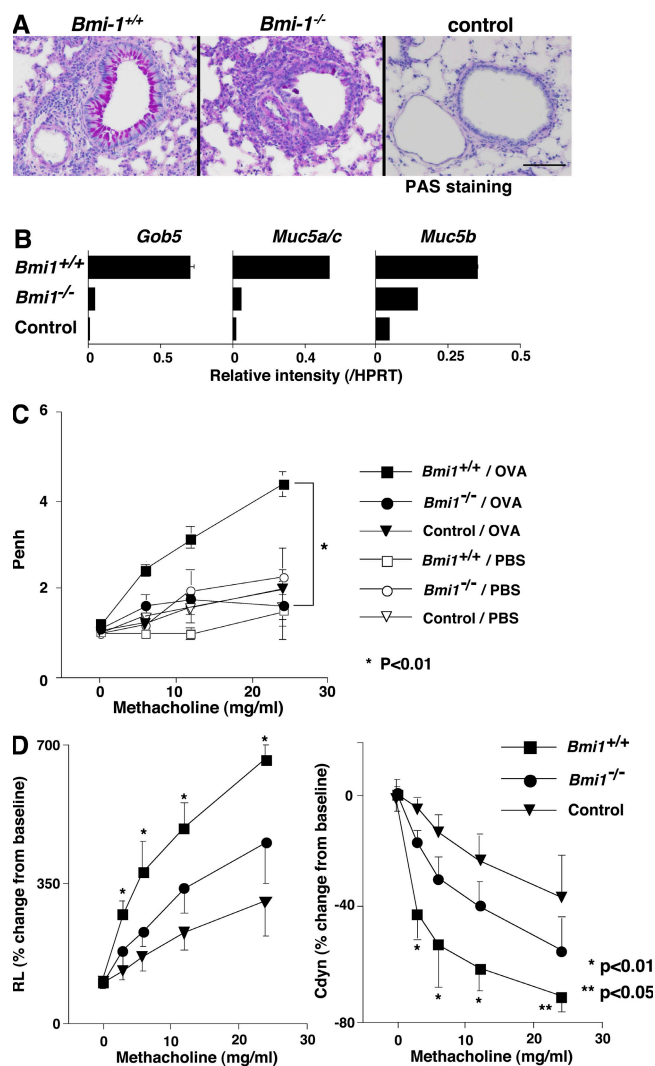 A Bmi-1+/+ Bmi-1-/- control
PAS staining
B Gob5 Muc5a/c Muc5b
Bmi1+/+
Bmi1-/-
Control
0 0.5 0 0.5 0 0.25 0.5
Relative intensity (/HPRT)
C
6
4
2
0
Penh
0 10 20 30
Methacholine (mg/ml)
*
Bmi1+/+ / OVA
Bmi1-/- / OVA
Control / OVA
Bmi1+/+ / PBS
Bmi1-/- / PBS
Control / PBS
* P<0.01
D
700
350
0
RL (% change from baseline)
* * * *
0 10 20 30
Methacholine (mg/ml)
0
-40
-80
Cdyn (% change from baseline)
Bmi1+/+
Bmi1-/-
Control
* * * **
* p<0.01
** p<0.05
0 10 20 30
Methacholine (mg/ml)